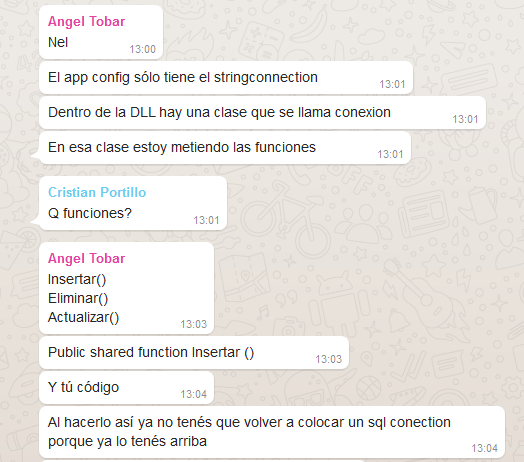 Angel Tobar
Nel
13:00
El app config sólo tiene el stringconnection
13:01
Dentro de la DLL hay una clase que se llama conexion
13:01
En esa clase estoy metiendo las funciones
13:01
Cristian Portillo
Q funciones?
13:01
Angel Tobar
Insertar()
Eliminar()
Actualizar()
13:03
Public shared function Insertar ()
13:03
Y tú código
13:04
Al hacerlo así ya no tenés que volver a colocar un sql conection
porque ya lo tenés arriba
13:04